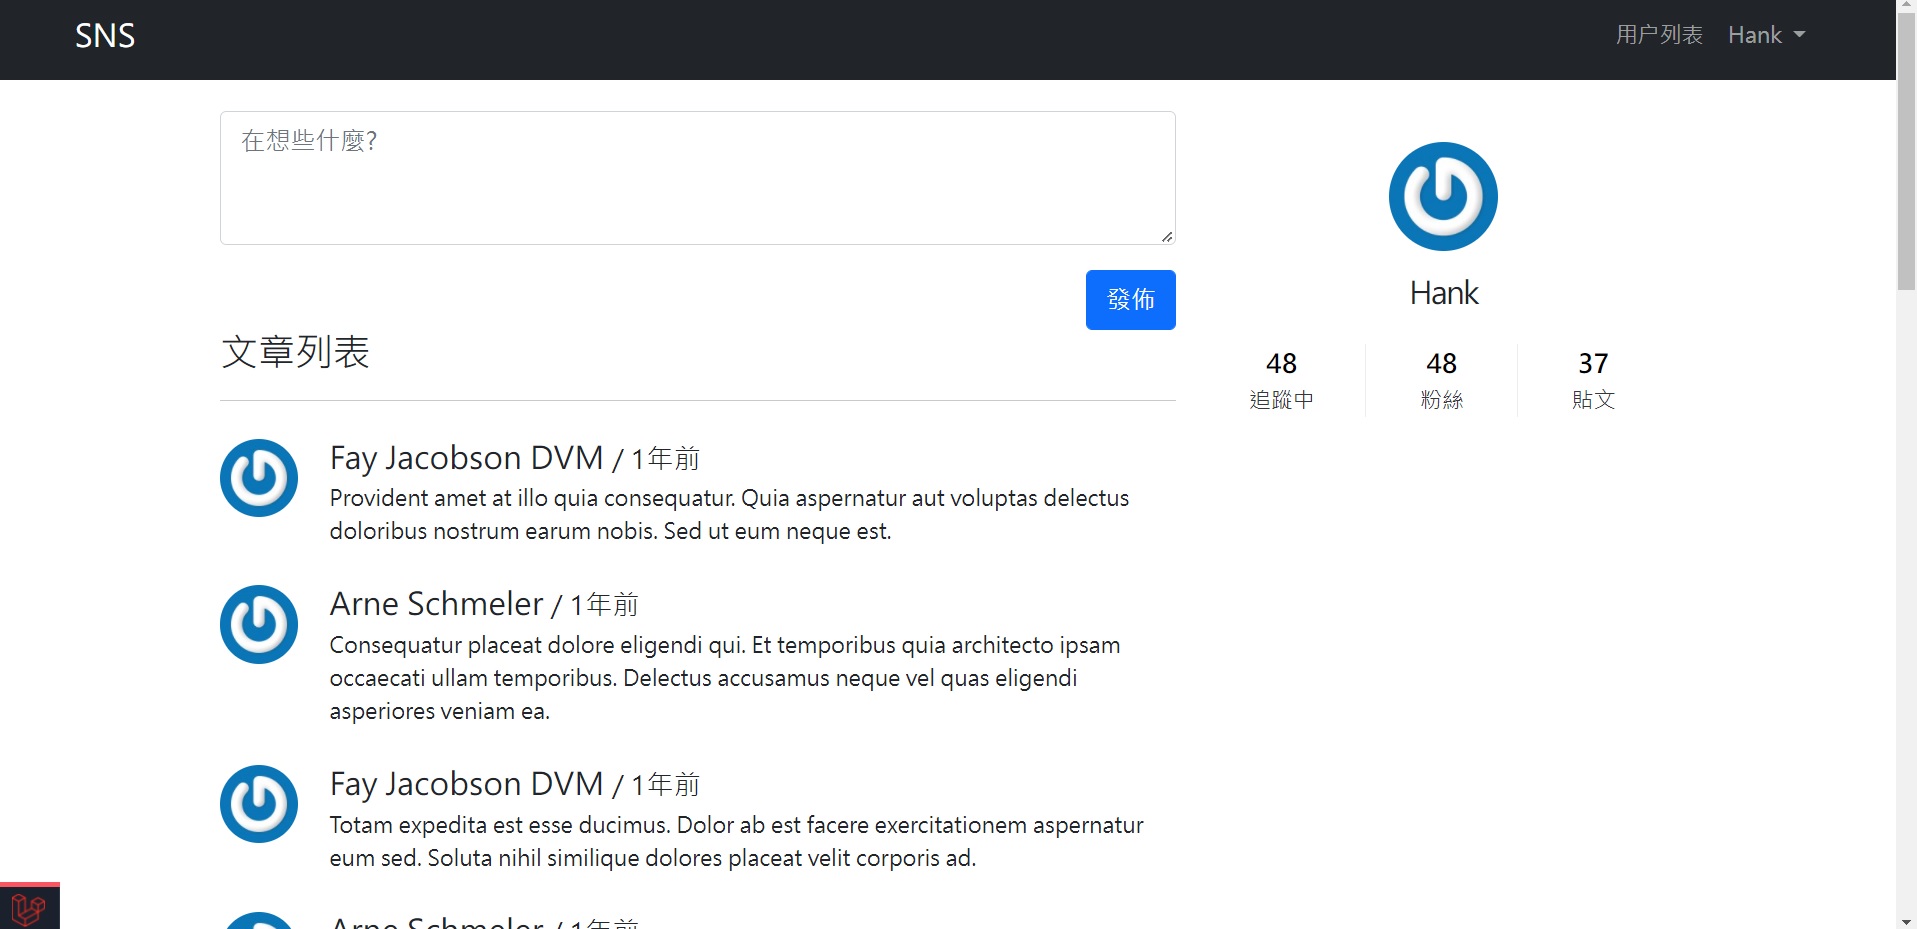 SNS
用户列表
Hank
在想些什麼?
發佈
文章列表
Fay Jacobson DVM / 1年前
Provident amet at illo quia consequatur. Quia aspernatur aut voluptas delectus
doloribus nostrum earum nobis. Sed ut eum neque est.
Arne Schmeler / 1年前
Consequatur placeat dolore eligendi qui. Et temporibus quia architecto ipsam
occaecati ullam temporibus. Delectus accusamus neque vel quas eligendi
asperiores veniam ea.
Fay Jacobson DVM / 1年前
Totam expedita est esse ducimus. Dolor ab est facere exercitationem aspernatur
eum sed. Soluta nihil similique dolores placeat velit corporis ad.
Arne Schmeler / 1年前
Hank
48
追蹤中
48
粉絲
37
貼文